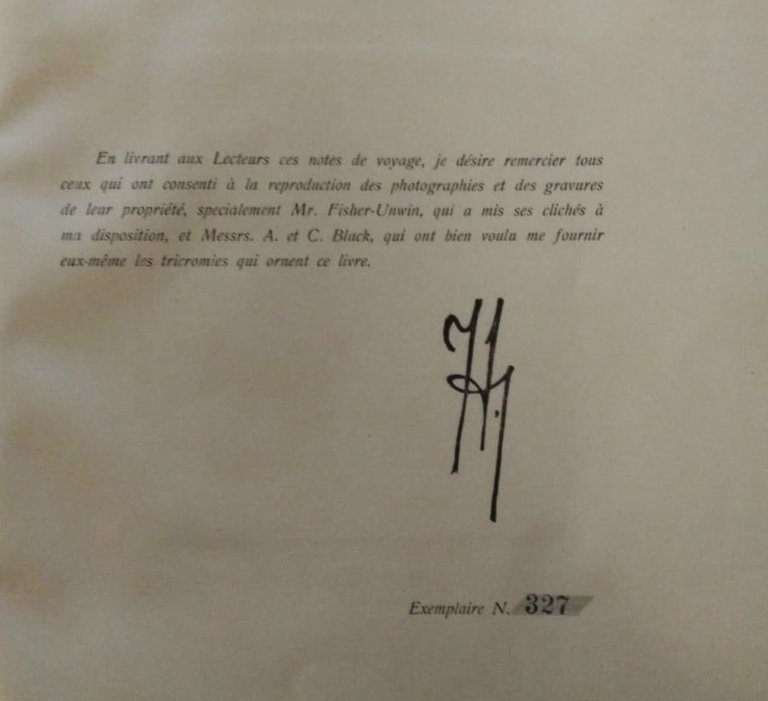 En livrant aux Lecteurs ces notes de voyage, je désire remercier tous
ceux qui ont consenti à la reproduction des photographies et des gravures
de leur propriété, specialement Mr. Fisher-Unwin, qui a mis ses clichés à
ma disposition, et Messrs. A. et C. Black, qui ont bien voulu me fournir
eux-même les tricromies qui ornent ce livre.
Exemplaire N. 327